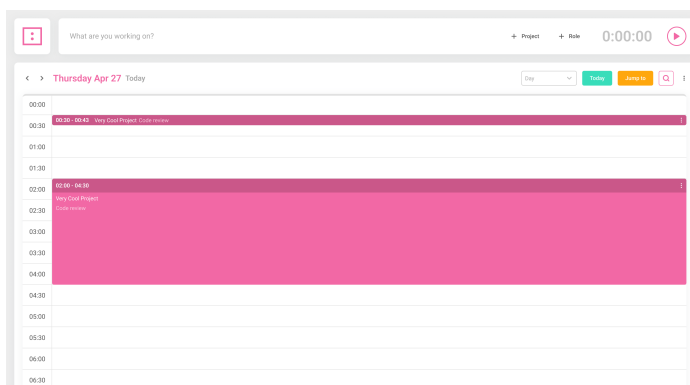 What are you working on?
+ Project
+ Role
0:00:00
Thursday Apr 27 Today
Day
Today
Jump to
00:00
00:30
00:30 - 00:43 Very Cool Project Code review
01:00
01:30
02:00
02:00 - 04:30
Very Cool Project
Code review
02:30
03:00
03:30
04:00
04:30
05:00
05:30
06:00
06:30